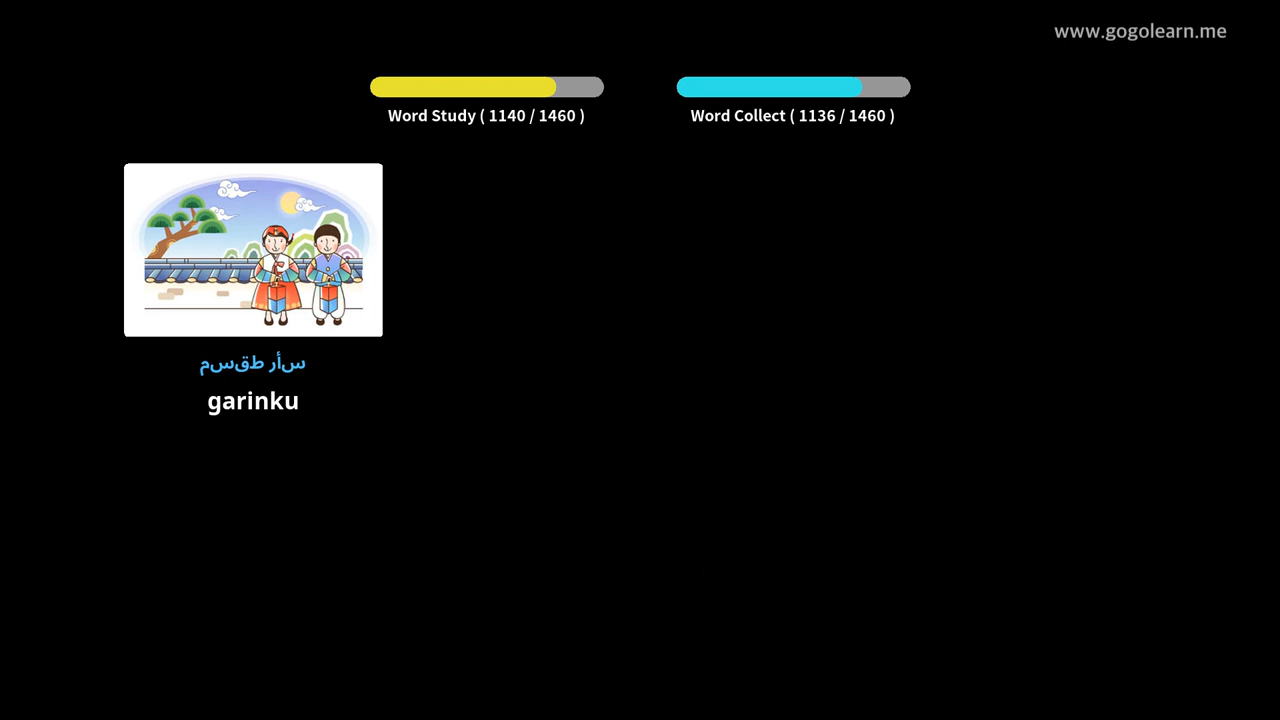 www.gogolearn.me
Word Study ( 1140 / 1460 )
Word Collect ( 1136 / 1460 )
سأر طقسم
garinku